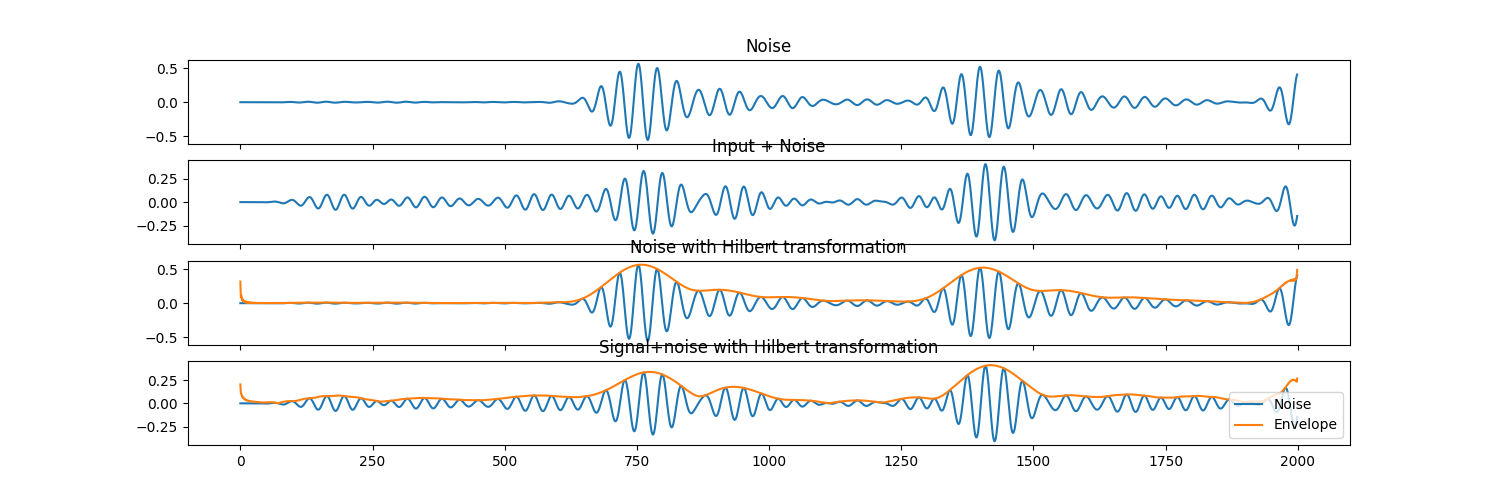 Noise
0.5
0.0
−0.5
Input + Noise
0.25
0.00
−0.25
Noise with Hilbert transformation
0.5
0.0
−0.5
Signal+noise with Hilbert transformation
0.25
0.00
−0.25
Noise
Envelope
0 250 500 750 1000 1250 1500 1750 2000